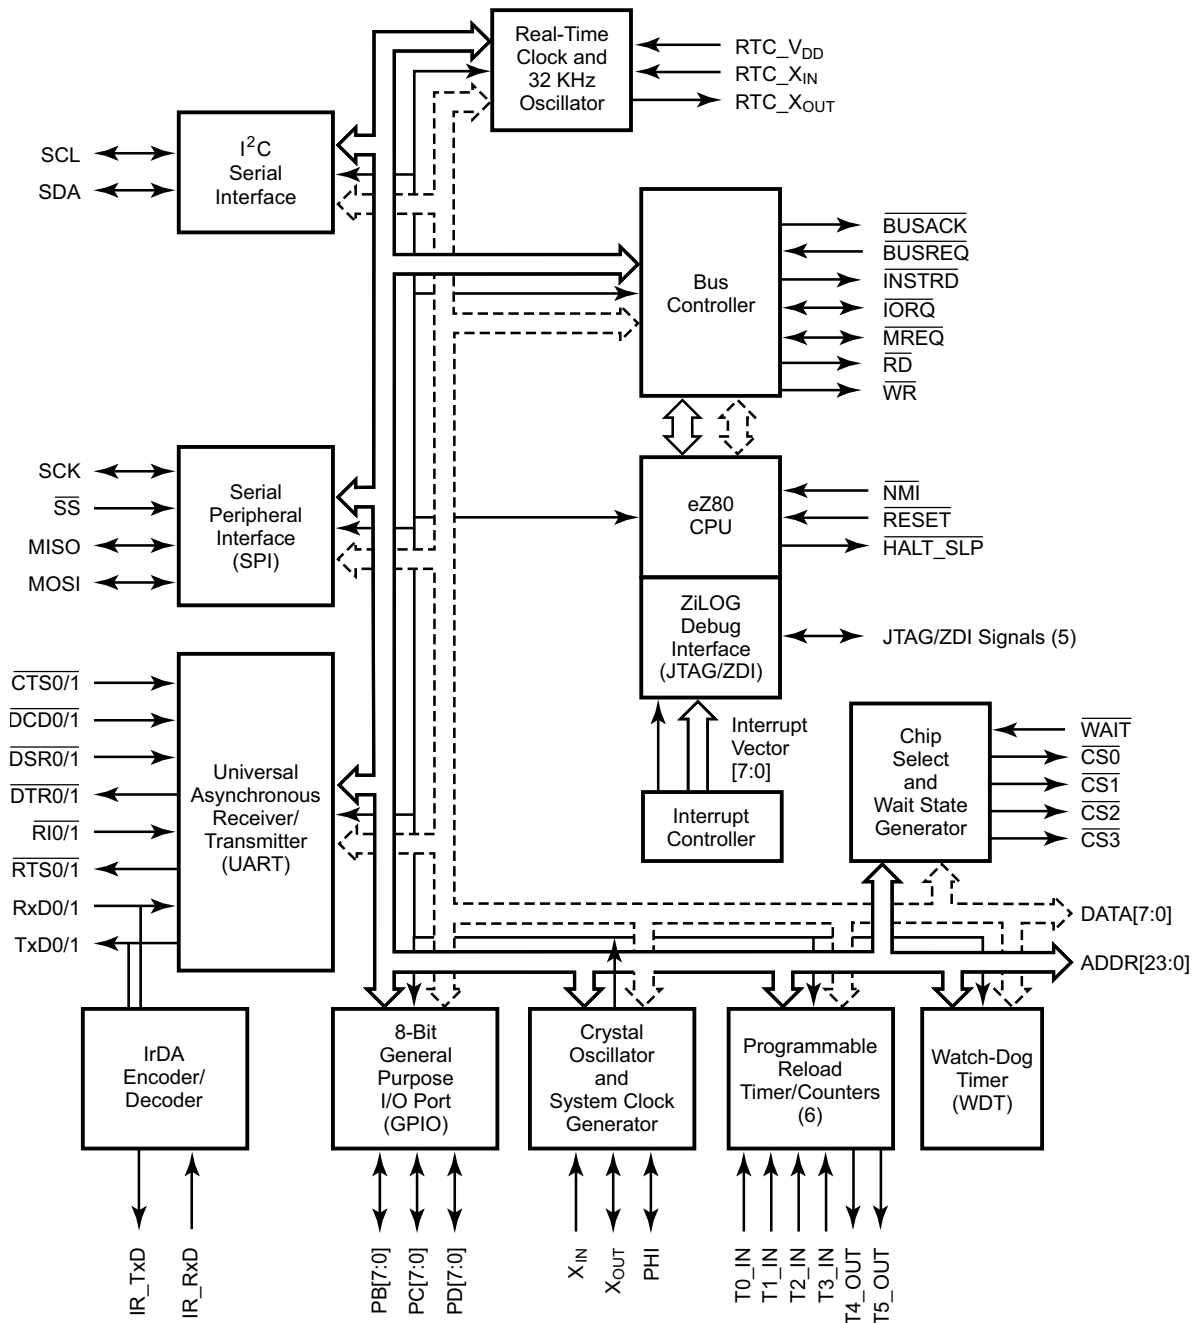 Real-Time
Clock and
32 KHz
Oscillator
RTC_VDD
RTC_XIN
RTC_XOUT
I²C
Serial
Interface
SCL
SDA
Bus
Controller
BUSACK
BUSREQ
INSTRD
IORQ
MREQ
RD
WR
SCK
SS
MISO
MOSI
Serial
Peripheral
Interface
(SPI)
eZ80
CPU
NMI
RESET
HALT_SLP
ZiLOG
Debug
Interface
(JTAG/ZDI)
JTAG/ZDI Signals (5)
CTS0/1
DCD0/1
DSR0/1
DTR0/1
RI0/1
RTS0/1
RxD0/1
TxD0/1
Universal
Asynchronous
Receiver/
Transmitter
(UART)
Interrupt
Vector
[7:0]
Interrupt
Controller
Chip
Select
and
Wait State
Generator
WAIT
CS0
CS1
CS2
CS3
DATA[7:0]
ADDR[23:0]
IrDA
Encoder/
Decoder
8-Bit
General
Purpose
I/O Port
(GPIO)
Crystal
Oscillator
and
System Clock
Generator
Programmable
Reload
Timer/Counters
(6)
Watch-Dog
Timer
(WDT)
IR_TxD
IR_RxD
PB[7:0]
PC[7:0]
PD[7:0]
XIN
XOUT
PHI
T0_IN
T1_IN
T2_IN
T3_IN
T4_OUT
T5_OUT